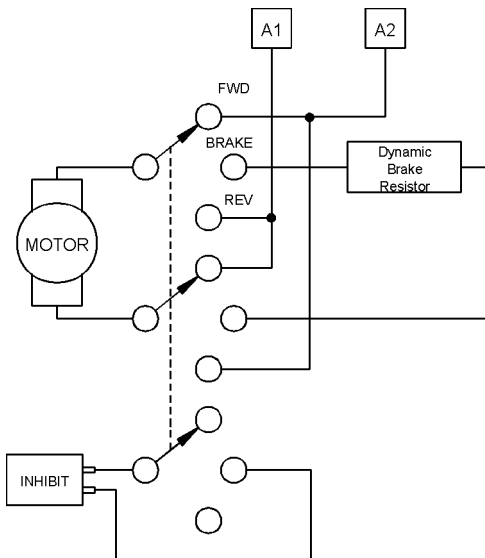 A1
A2
FWD
BRAKE
Dynamic
Brake
Resistor
REV
MOTOR
INHIBIT